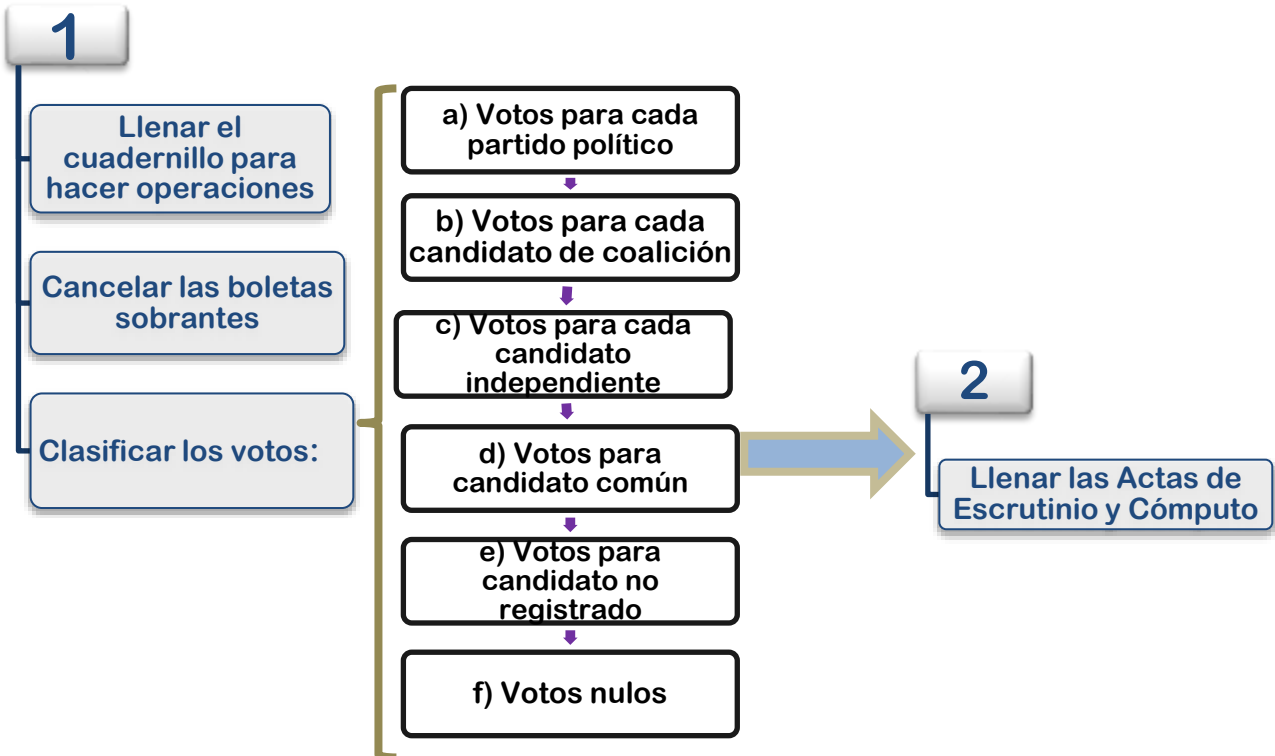 1
Llenar el
cuadernillo para
hacer operaciones
Cancelar las boletas
sobrantes
Clasificar los votos:
a) Votos para cada
partido político
b) Votos para cada
candidato de coalición
c) Votos para cada
candidato
independiente
d) Votos para
candidato común
e) Votos para
candidato no
registrado
f) Votos nulos
2
Llenar las Actas de
Escrutinio y Cómputo